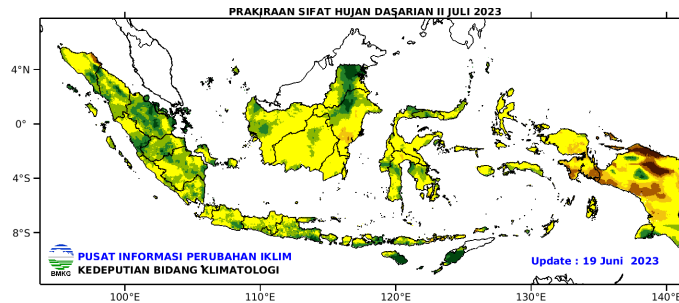 PRAKIRAAN SIFAT HUJAN DASARIAN II JULI 2023
4°N
0°
4°S
8°S
BMKG
PUSAT INFORMASI PERUBAHAN IKLIM
KEDEPUTIAN BIDANG KLIMATOLOGI
Update : 19 Juni 2023
100°E
110°E
120°E
130°E
140°E